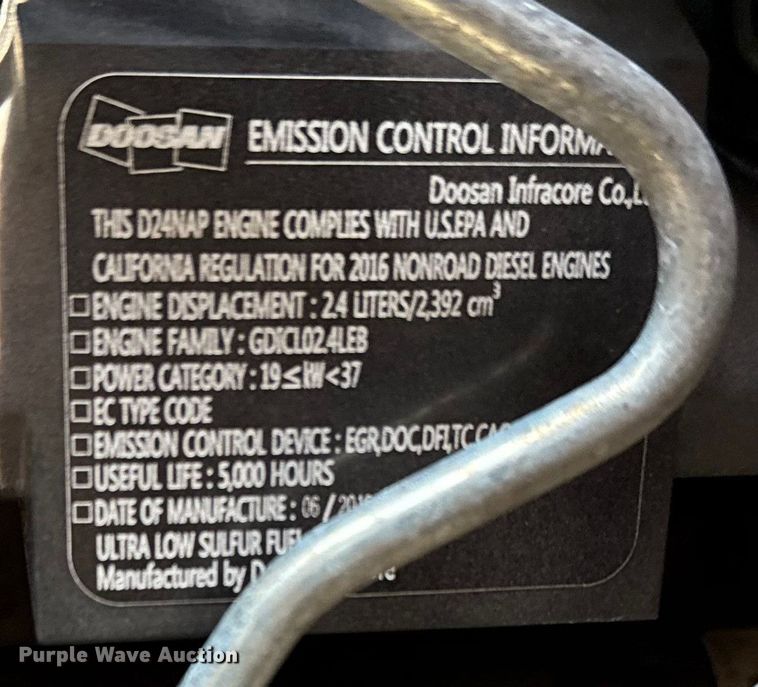 DOOSAN EMISSION CONTROL
Doosan Infracore Co.,
THIS D24NAP ENGINE COMPLIES WITH U.S.EPA AND
CALIFORNIA REGULATION FOR 2016 NONROAD DIESEL ENGINES
□ENGINE DISPLACEMENT : 2.4 LITERS/2,392 cm³
□ENGINE FAMILY : GDICL02.4LEB
□POWER CATEGORY : 19≤kW<37
□EC TYPE CODE
□EMISSION CONTROL DEVICE : EGR,DOC,DFI,TC,
□USEFUL LIFE : 5,000 HOURS
□DATE OF MANUFACTURE : 06 /
ULTRA LOW SULFUR
Manufactured by
Purple Wave Auction